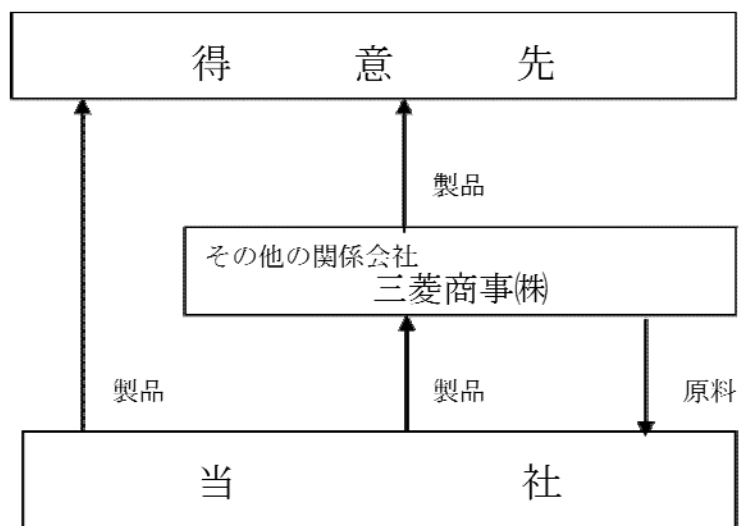 得意先
製品
その他の関係会社
三菱商事㈱
製品
製品
原料
当社